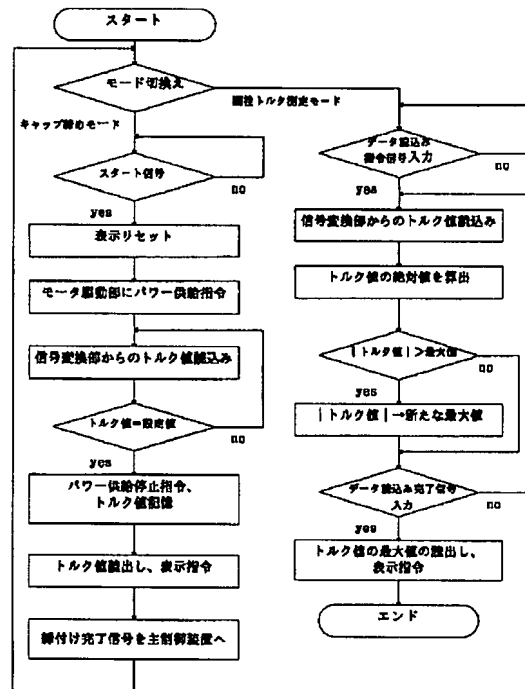 スタート
モード切換え
開栓トルク測定モード
キャップ締めモード
スタート信号
no
yes
表示リセット
モータ駆動部にパワー供給指令
信号変換部からのトルク値読込み
トルク値=設定値
no
yes
パワー供給停止指令、
トルク値記憶
トルク値読出し、表示指令
締付け完了信号を主制御装置へ
データ読込み
指令信号入力
no
yes
信号変換部からのトルク値読込み
トルク値の絶対値を算出
|トルク値|>最大値
no
yes
|トルク値|→新たな最大値
データ読込み完了信号
入力
no
yes
トルク値の最大値の読出し、
表示指令
エンド